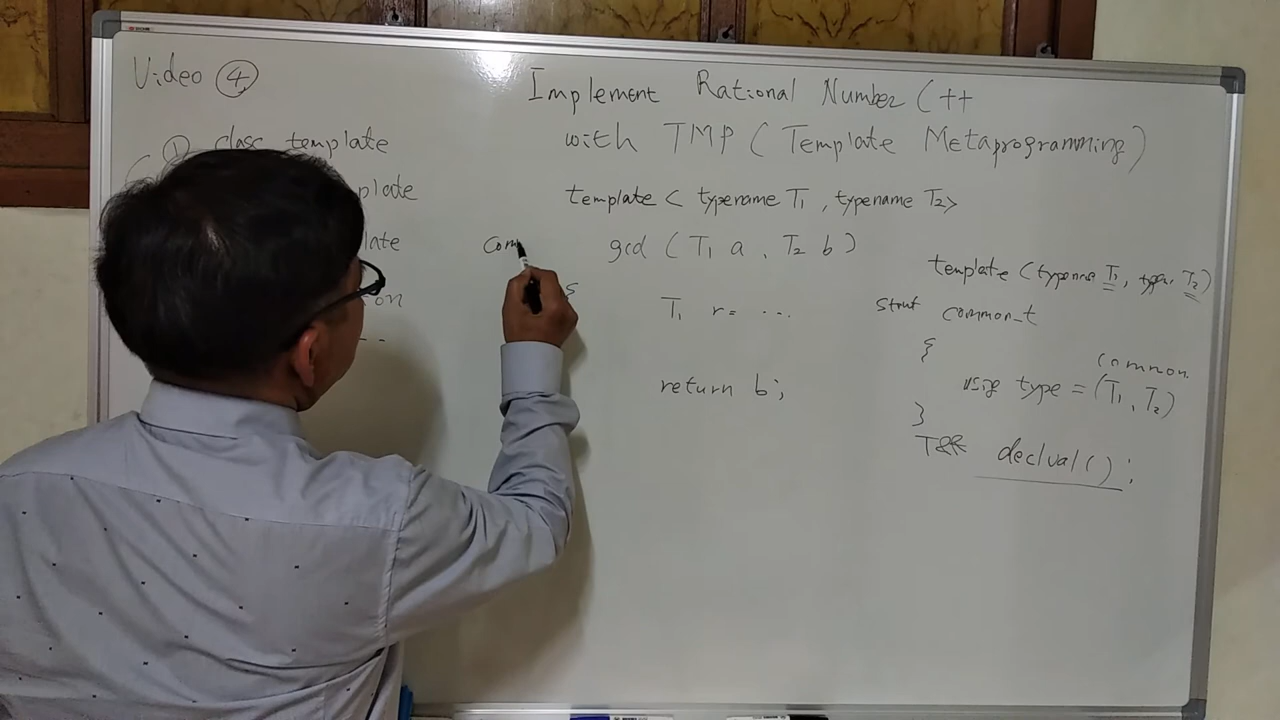 Video 4
① class template
plate
late
on
--
Implement Rational Number C++
with TMP ( Template Metaprogramming )
template < typename T1 , typename T2>
Com gcd ( T1 a , T2 b )
s
T1 r= ...
return b;
template (typename T1, type. T2)
strut common_t
{
common.
using type = (T1, T2)
}
T&& declval() ;